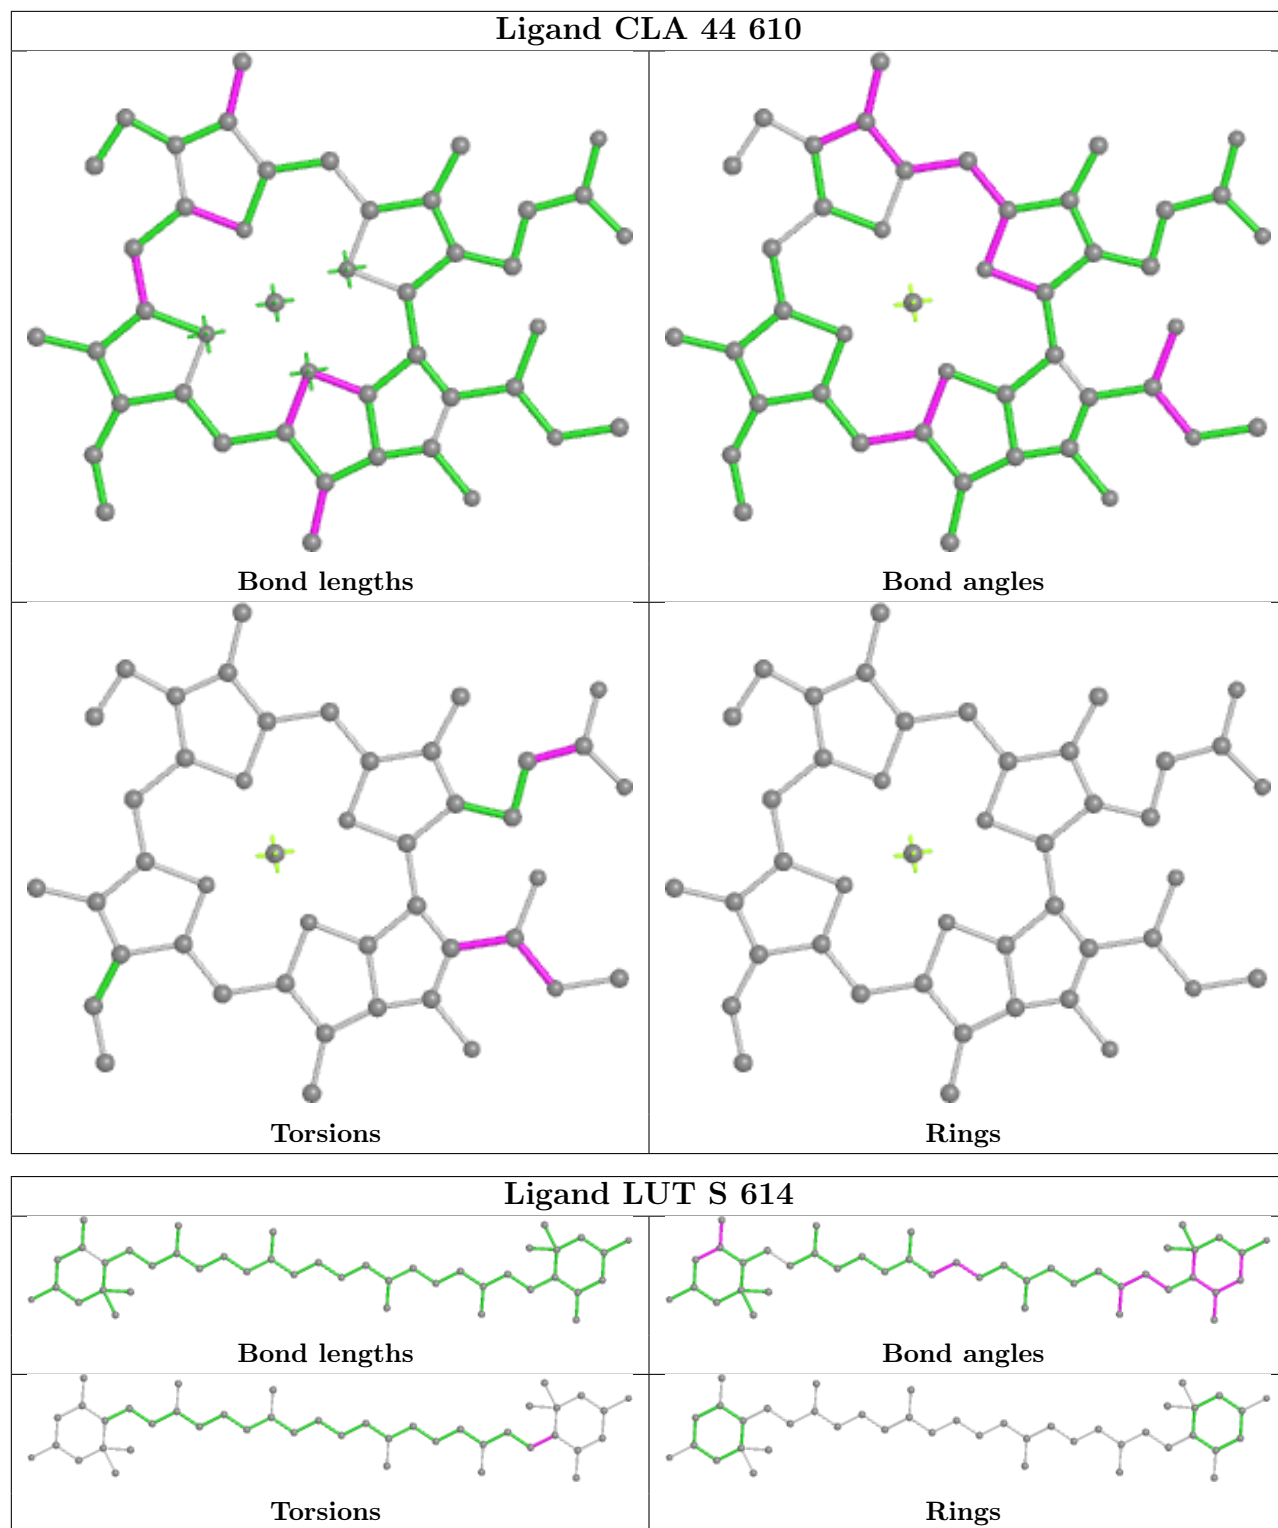 Ligand CLA 44 610
Bond lengths
Bond angles
Torsions
Rings
Ligand LUT S 614
Bond lengths
Bond angles
Torsions
Rings